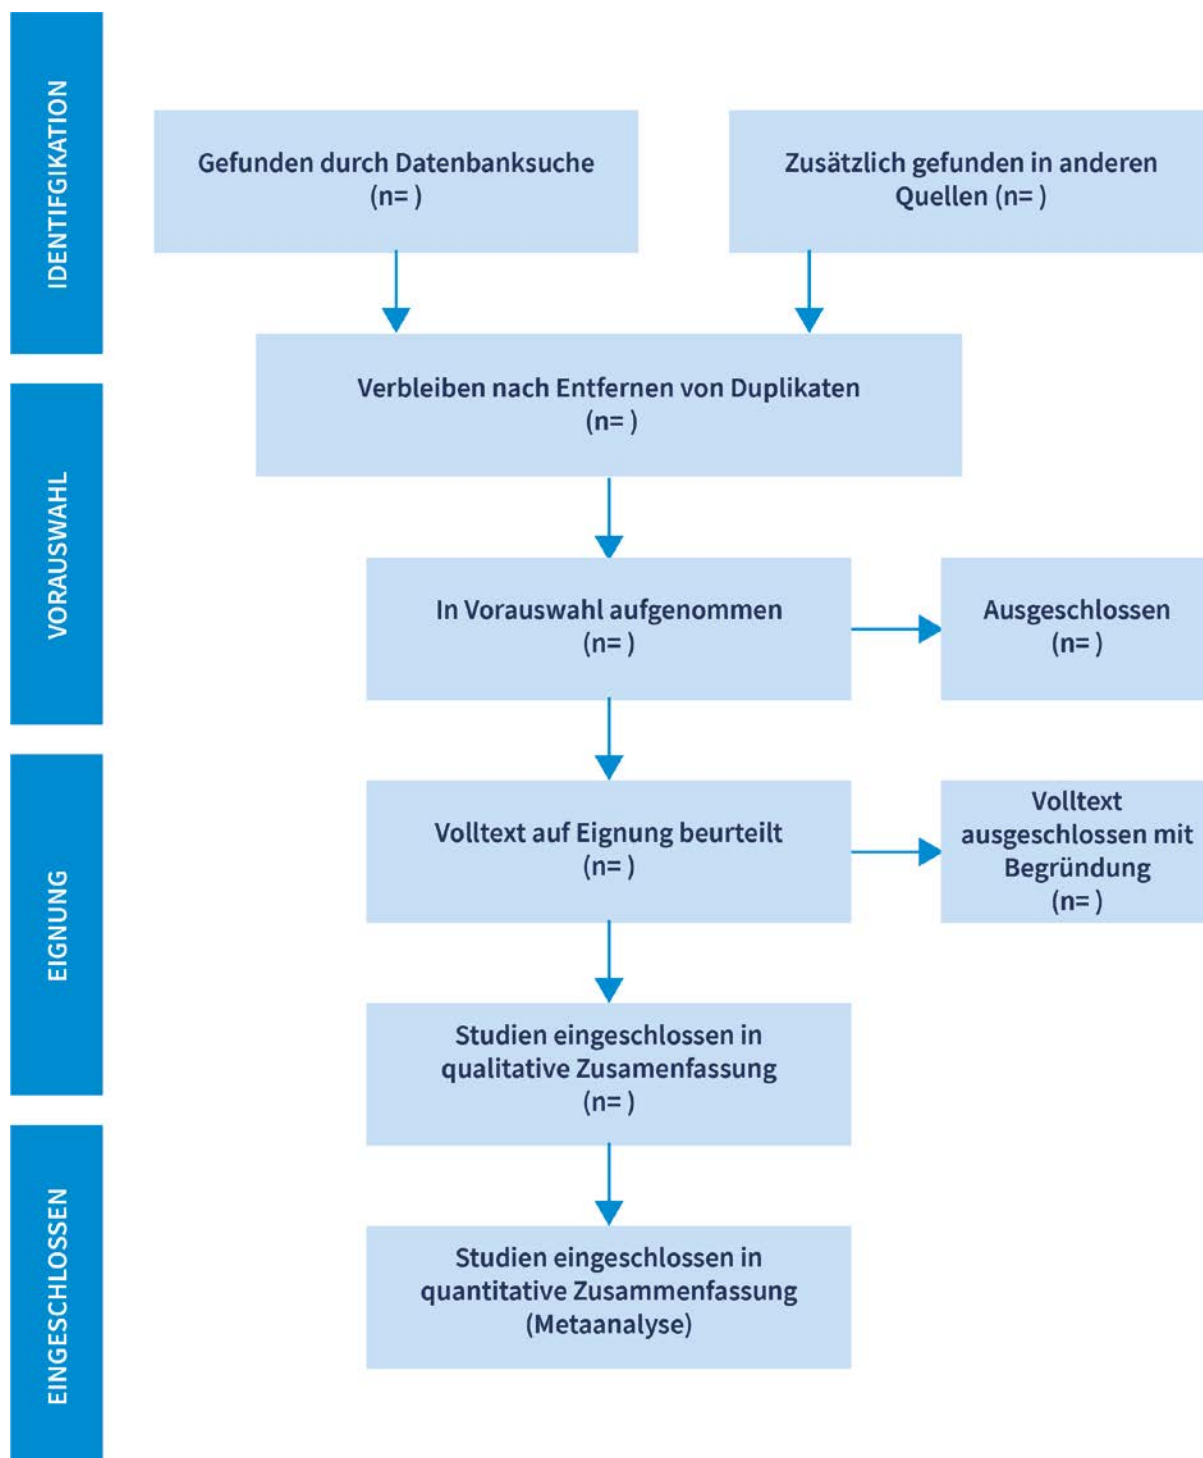 IDENTIFGIKATION
Gefunden durch Datenbanksuche
(n= )
Zusätzlich gefunden in anderen
Quellen (n= )
Verbleiben nach Entfernen von Duplikaten
(n= )
VORAUSWAHL
In Vorauswahl aufgenommen
(n= )
Ausgeschlossen
(n= )
EIGNUNG
Volltext auf Eignung beurteilt
(n= )
Volltext
ausgeschlossen mit
Begründung
(n= )
Studien eingeschlossen in
qualitative Zusamenfassung
(n= )
EINGESCHLOSSEN
Studien eingeschlossen in
quantitative Zusammenfassung
(Metaanalyse)